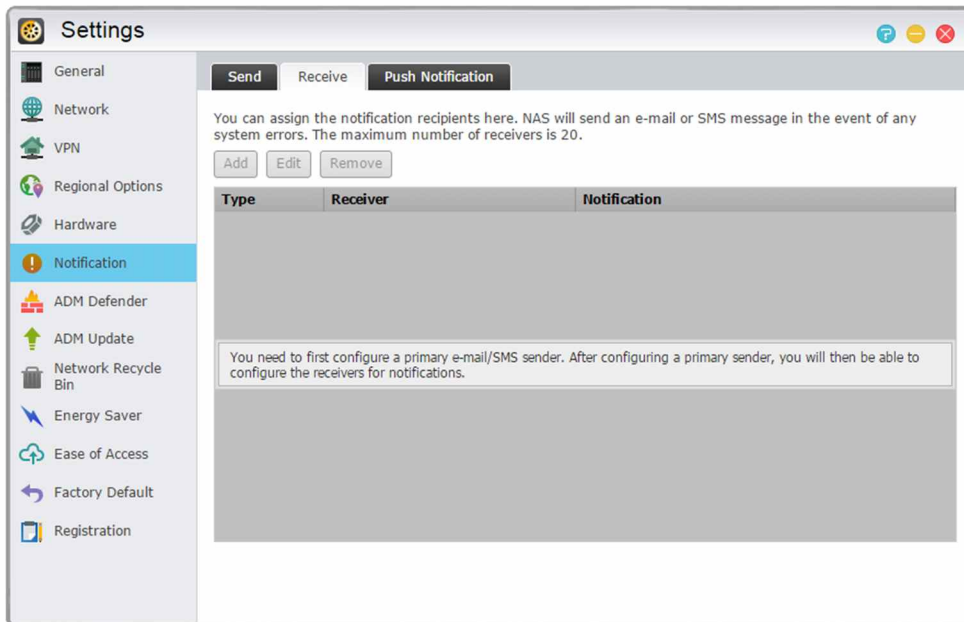 Settings
General
Network
VPN
Regional Options
Hardware
Notification
ADM Defender
ADM Update
Network Recycle
Bin
Energy Saver
Ease of Access
Factory Default
Registration
Send Receive Push Notification
You can assign the notification recipients here. NAS will send an e-mail or SMS message in the event of any
system errors. The maximum number of receivers is 20.
Add Edit Remove
Type Receiver Notification
You need to first configure a primary e-mail/SMS sender. After configuring a primary sender, you will then be able to
configure the receivers for notifications.